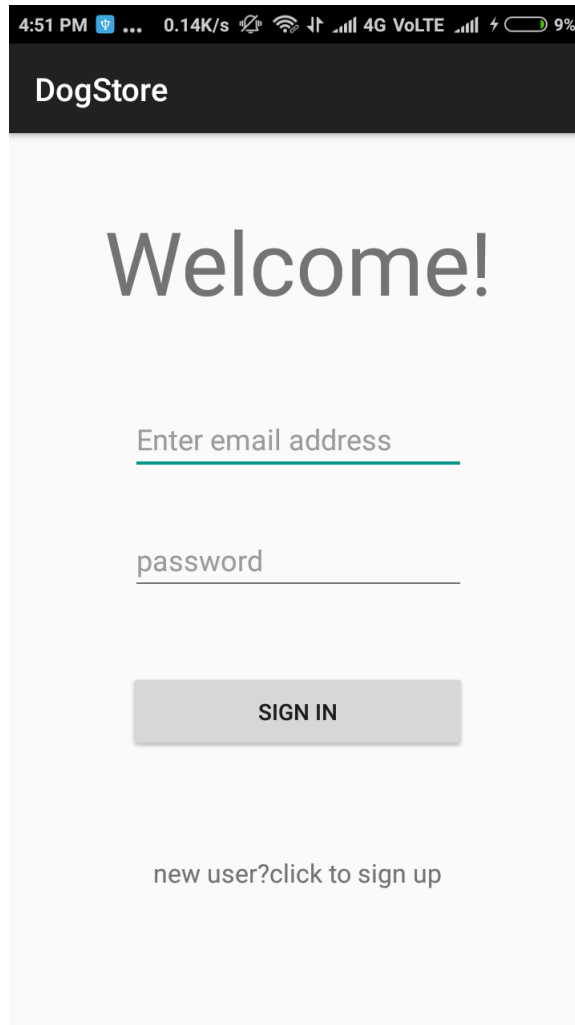 4:51 PM ... 0.14K/s 4G VoLTE 9%
DogStore
Welcome!
Enter email address
password
SIGN IN
new user?click to sign up